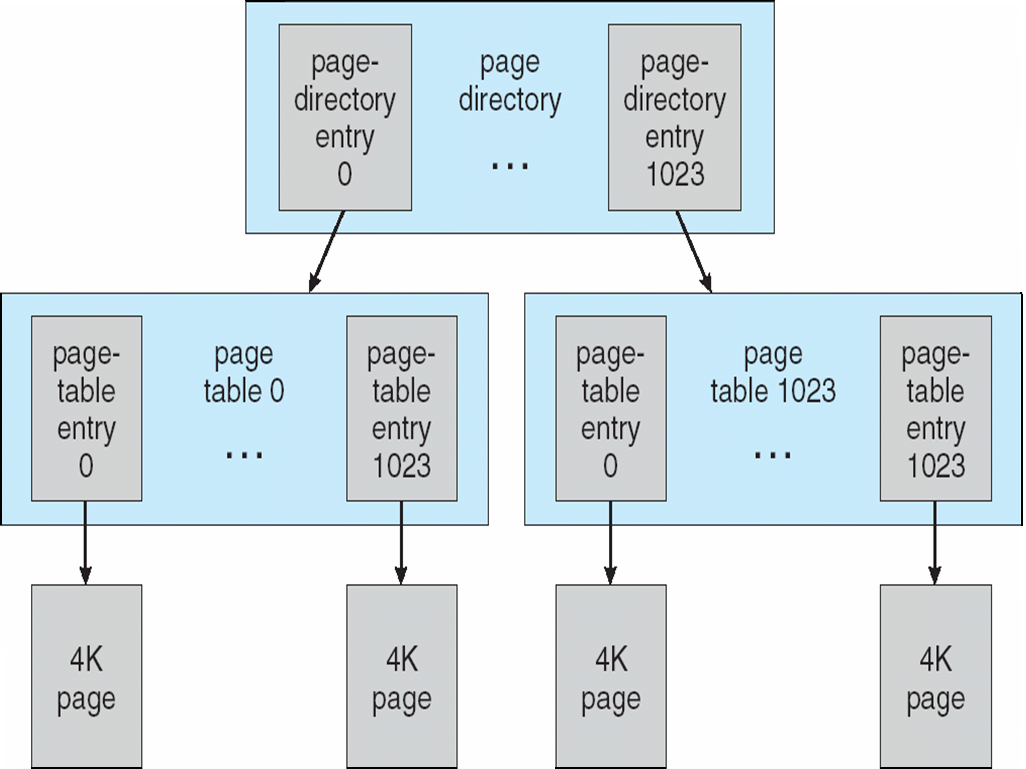 page-
directory
entry
0
page
directory
...
page-
directory
entry
1023
page-
table
entry
0
page
table 0
...
page-
table
entry
1023
page-
table
entry
0
page
table 1023
...
page-
table
entry
1023
4K
page
4K
page
4K
page
4K
page